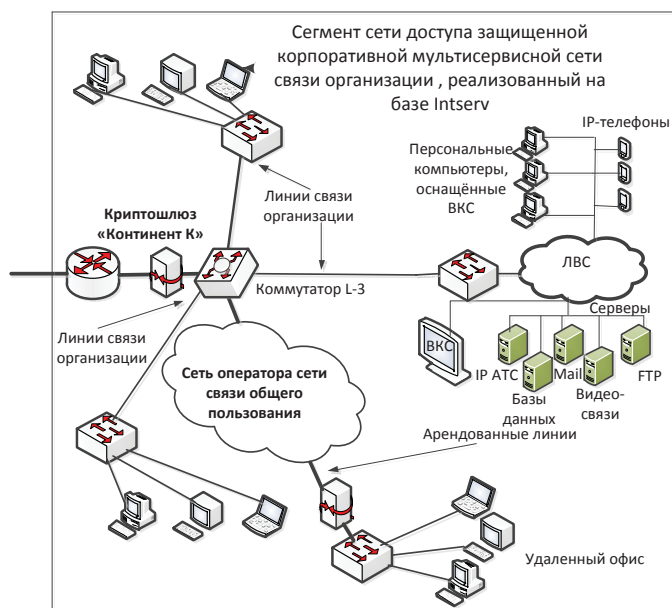 Сегмент сети доступа защищенной
корпоративной мультисервисной сети
связи организации , реализованный на
базе Intserv
IP-телефоны
Персональные
компьютеры,
оснащённые
ВКС
Линии связи
организации
Криптошлюз
«Континент К»
ЛВС
Коммутатор L-3
Линии связи
организации
Серверы
ВКС
IP АТС
Mail
FTP
Базы
данных
Видео-
связи
Сеть оператора сети
связи общего
пользования
Арендованные линии
Удаленный офис